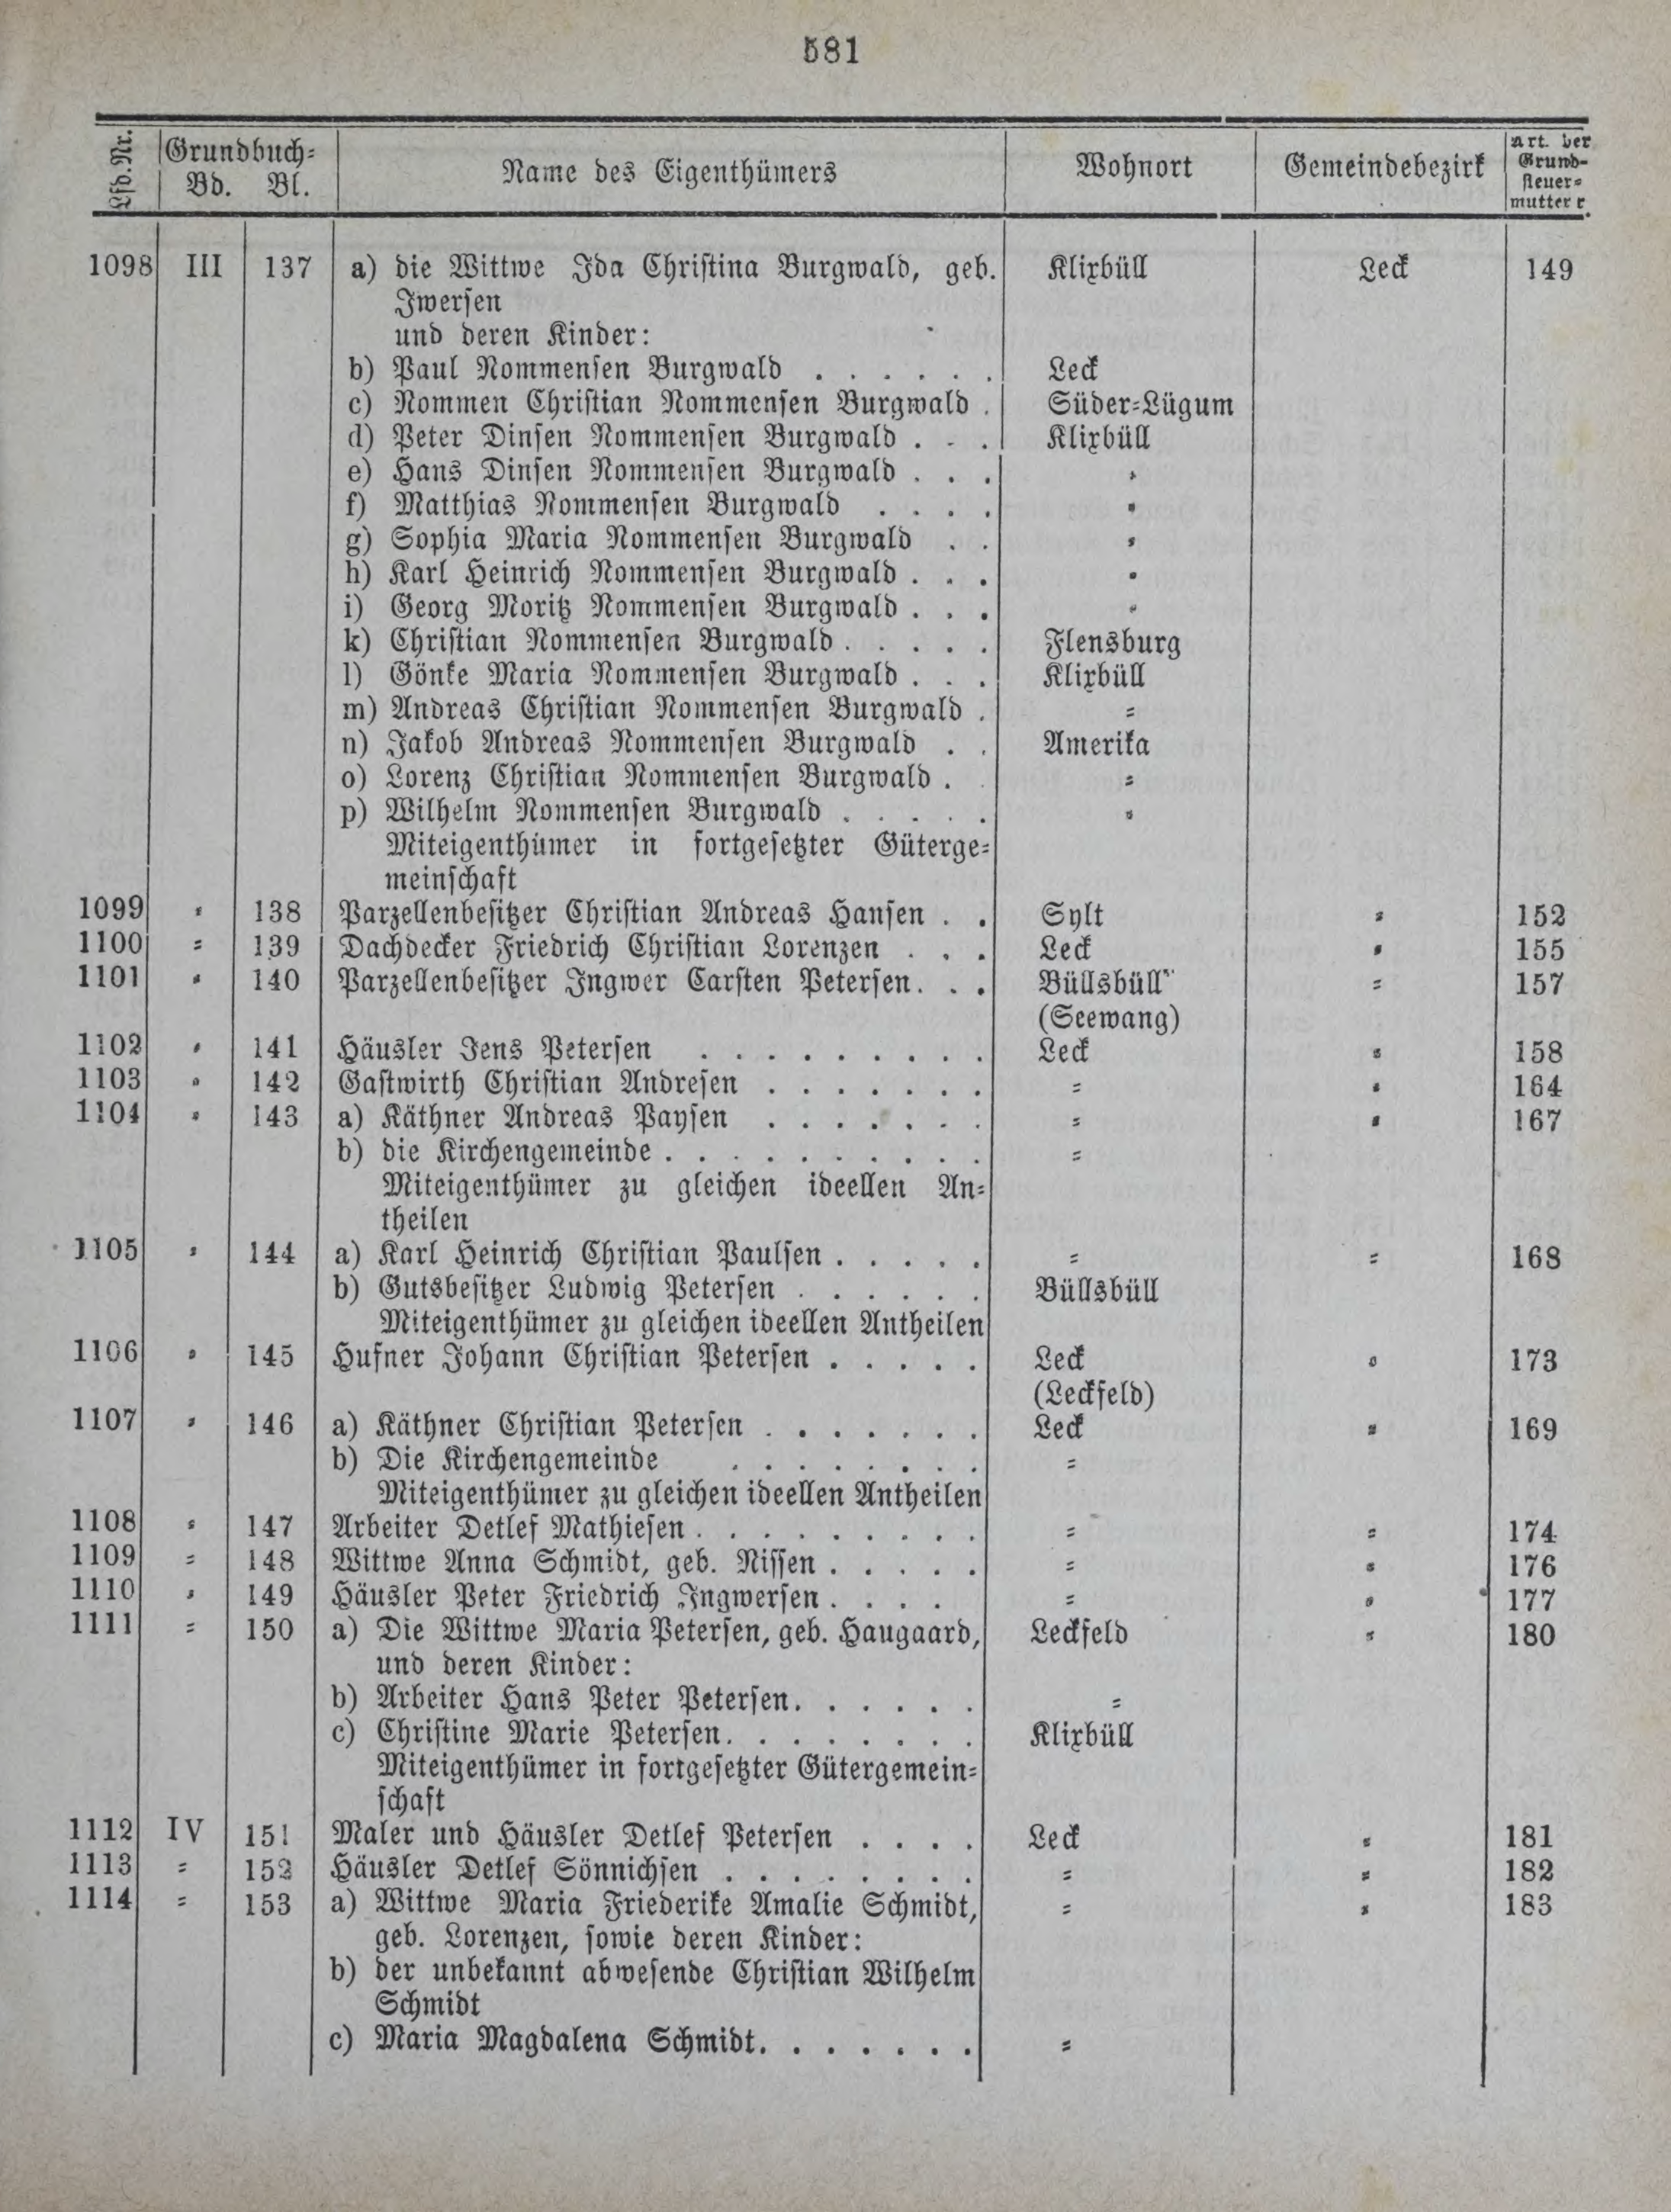 581
Lfd. Nr. Grundbuch= Bd. Bl. Name des Eigenthümers Wohnort Gemeindebezirk Art. der Grund- steuer= mutterr.
1098 III 137 a) die Wittwe Ida Christina Burgwald, geb. Klixbüll Leck 149
Iwersen
und deren Kinder:
b) Paul Nommensen Burgwald . . . . . . Leck
c) Nommen Christian Nommensen Burgwald . Süder=Lügum
d) Peter Dinsen Nommensen Burgwald . . . Klixbüll
e) Hans Dinsen Nommensen Burgwald . . . =
f) Matthias Nommensen Burgwald . . . . =
g) Sophia Maria Nommensen Burgwald . . =
h) Karl Heinrich Nommensen Burgwald . . . =
i) Georg Moritz Nommensen Burgwald . . . =
k) Christian Nommensen Burgwald . . . . . Flensburg
l) Gönke Maria Nommensen Burgwald . . . Klixbüll
m) Andreas Christian Nommensen Burgwald . =
n) Jakob Andreas Nommensen Burgwald . . Amerika
o) Lorenz Christian Nommensen Burgwald . . =
p) Wilhelm Nommensen Burgwald . . . . . =
Miteigenthümer in fortgesetzter Güterge=
meinschaft
1099 = 138 Parzellenbesitzer Christian Andreas Hansen . . Sylt = 152
1100 = 139 Dachdecker Friedrich Christian Lorenzen . . . Leck = 155
1101 = 140 Parzellenbesitzer Ingwer Carsten Petersen. . . Büllsbüll = 157
(Seewang)
1102 = 141 Häusler Jens Petersen . . . . . . . . . Leck = 158
1103 = 142 Gastwirth Christian Andresen . . . . . . . = = 164
1104 = 143 a) Käthner Andreas Paysen . . . . . . . = = 167
b) die Kirchengemeinde . . . . . . . . . . =
Miteigenthümer zu gleichen ideellen An=
theilen
1105 = 144 a) Karl Heinrich Christian Paulsen . . . . . = = 168
b) Gutsbesitzer Ludwig Petersen . . . . . . Büllsbüll
Miteigenthümer zu gleichen ideellen Antheilen
1106 = 145 Hufner Johann Christian Petersen . . . . . Leck = 173
(Leckfeld)
1107 = 146 a) Käthner Christian Petersen . . . . . . . Leck = 169
b) Die Kirchengemeinde . . . . . . . . =
Miteigenthümer zu gleichen ideellen Antheilen
1108 = 147 Arbeiter Detlef Mathiesen . . . . . . . . . = = 174
1109 = 148 Wittwe Anna Schmidt, geb. Nissen . . . . . = = 176
1110 = 149 Häusler Peter Friedrich Ingwersen . . . . = = 177
1111 = 150 a) Die Wittwe Maria Petersen, geb. Haugaard, Leckfeld = 180
und deren Kinder:
b) Arbeiter Hans Peter Petersen. . . . . . =
c) Christine Marie Petersen. . . . . . . . Klixbüll
Miteigenthümer in fortgesetzter Gütergemein=
schaft
1112 IV 151 Maler und Häusler Detlef Petersen . . . . Leck = 181
1113 = 152 Häusler Detlef Sönnichsen . . . . . . . . = = 182
1114 = 153 a) Wittwe Maria Friederike Amalie Schmidt, = = 183
geb. Lorenzen, sowie deren Kinder:
b) der unbekannt abwesende Christian Wilhelm
Schmidt
c) Maria Magdalena Schmidt. . . . . . . =